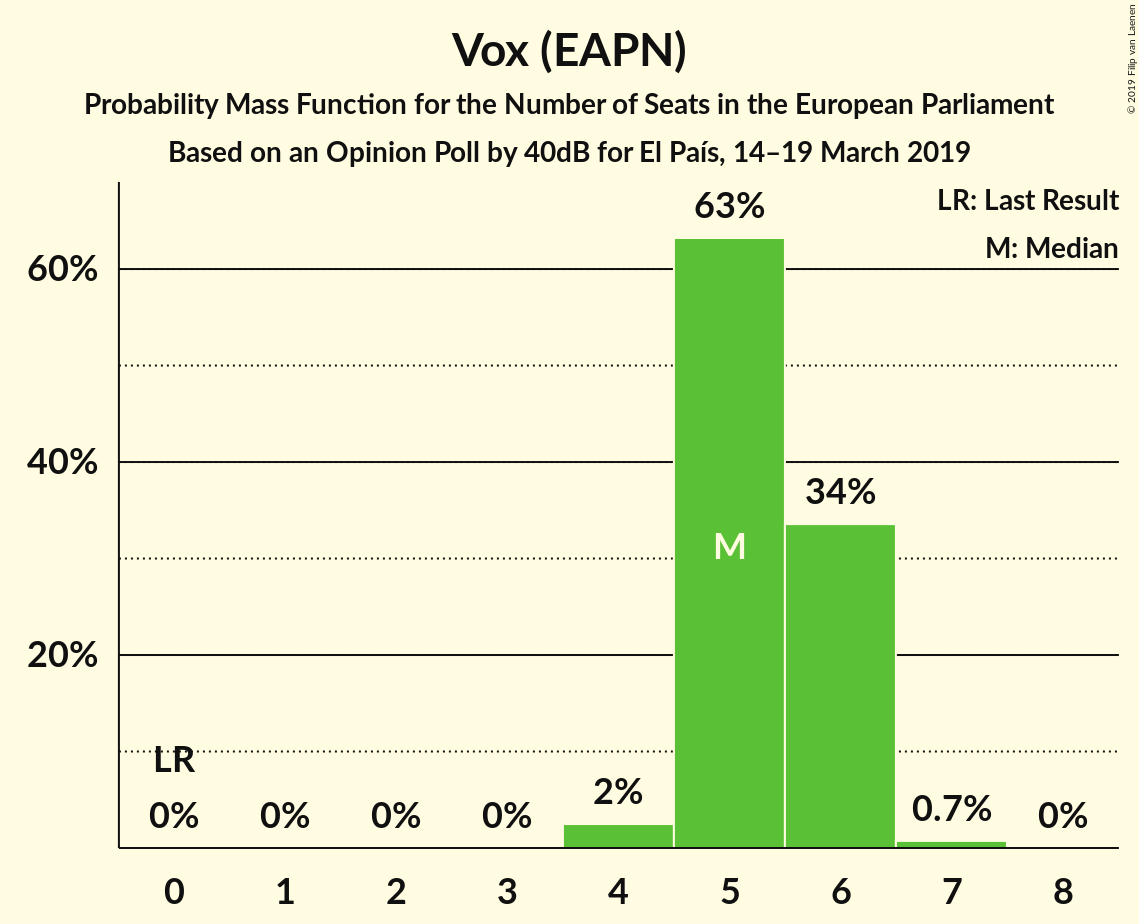 Vox (EAPN)
Probability Mass Function for the Number of Seats in the European Parliament
Based on an Opinion Poll by 40dB for El País, 14–19 March 2019
© 2019 Filip van Laenen
LR: Last Result
M: Median
60%
40%
20%
63%
34%
M
LR
0%
0%
0%
0%
2%
0.7%
0%
0 1 2 3 4 5 6 7 8